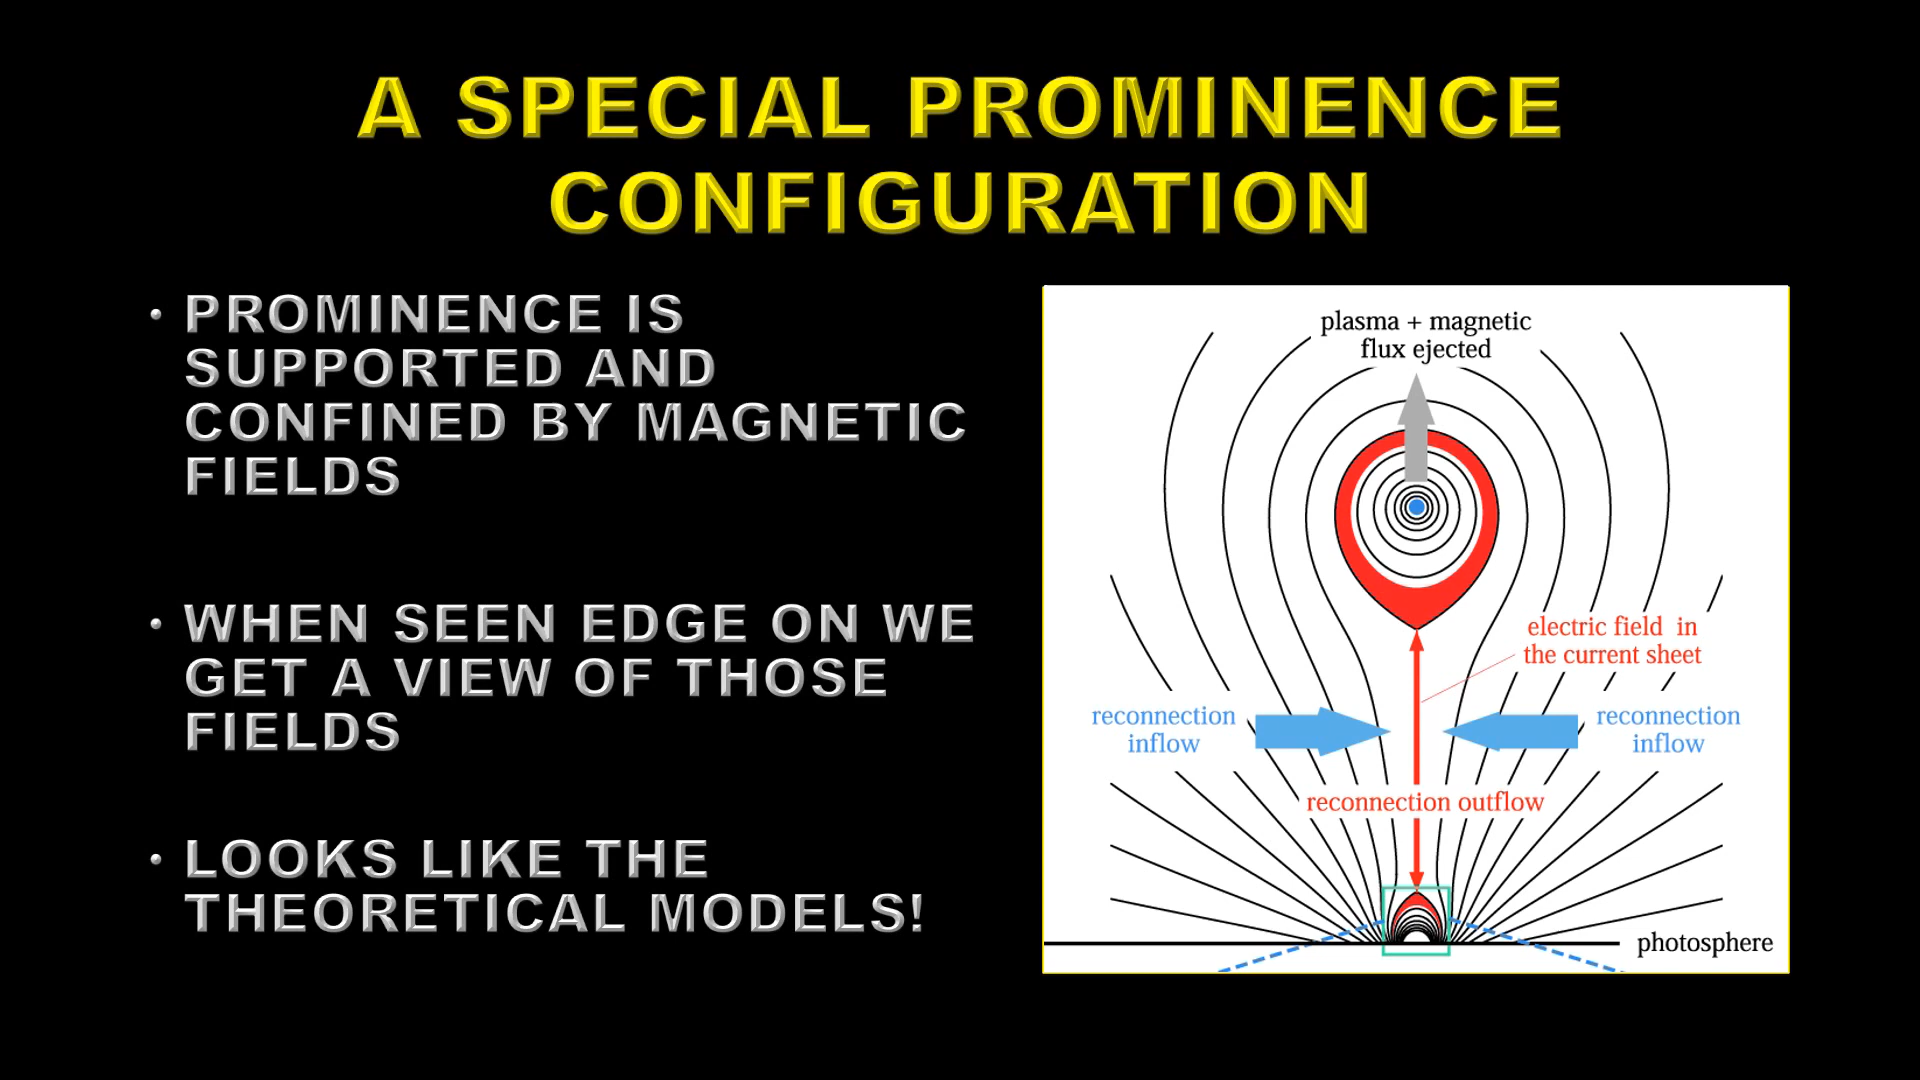 A SPECIAL PROMINENCE
CONFIGURATION
• PROMINENCE IS
SUPPORTED AND
CONFINED BY MAGNETIC
FIELDS
• WHEN SEEN EDGE ON WE
GET A VIEW OF THOSE
FIELDS
• LOOKS LIKE THE
THEORETICAL MODELS!
plasma + magnetic
flux ejected
electric field in
the current sheet
reconnection
inflow
reconnection
inflow
reconnection outflow
photosphere